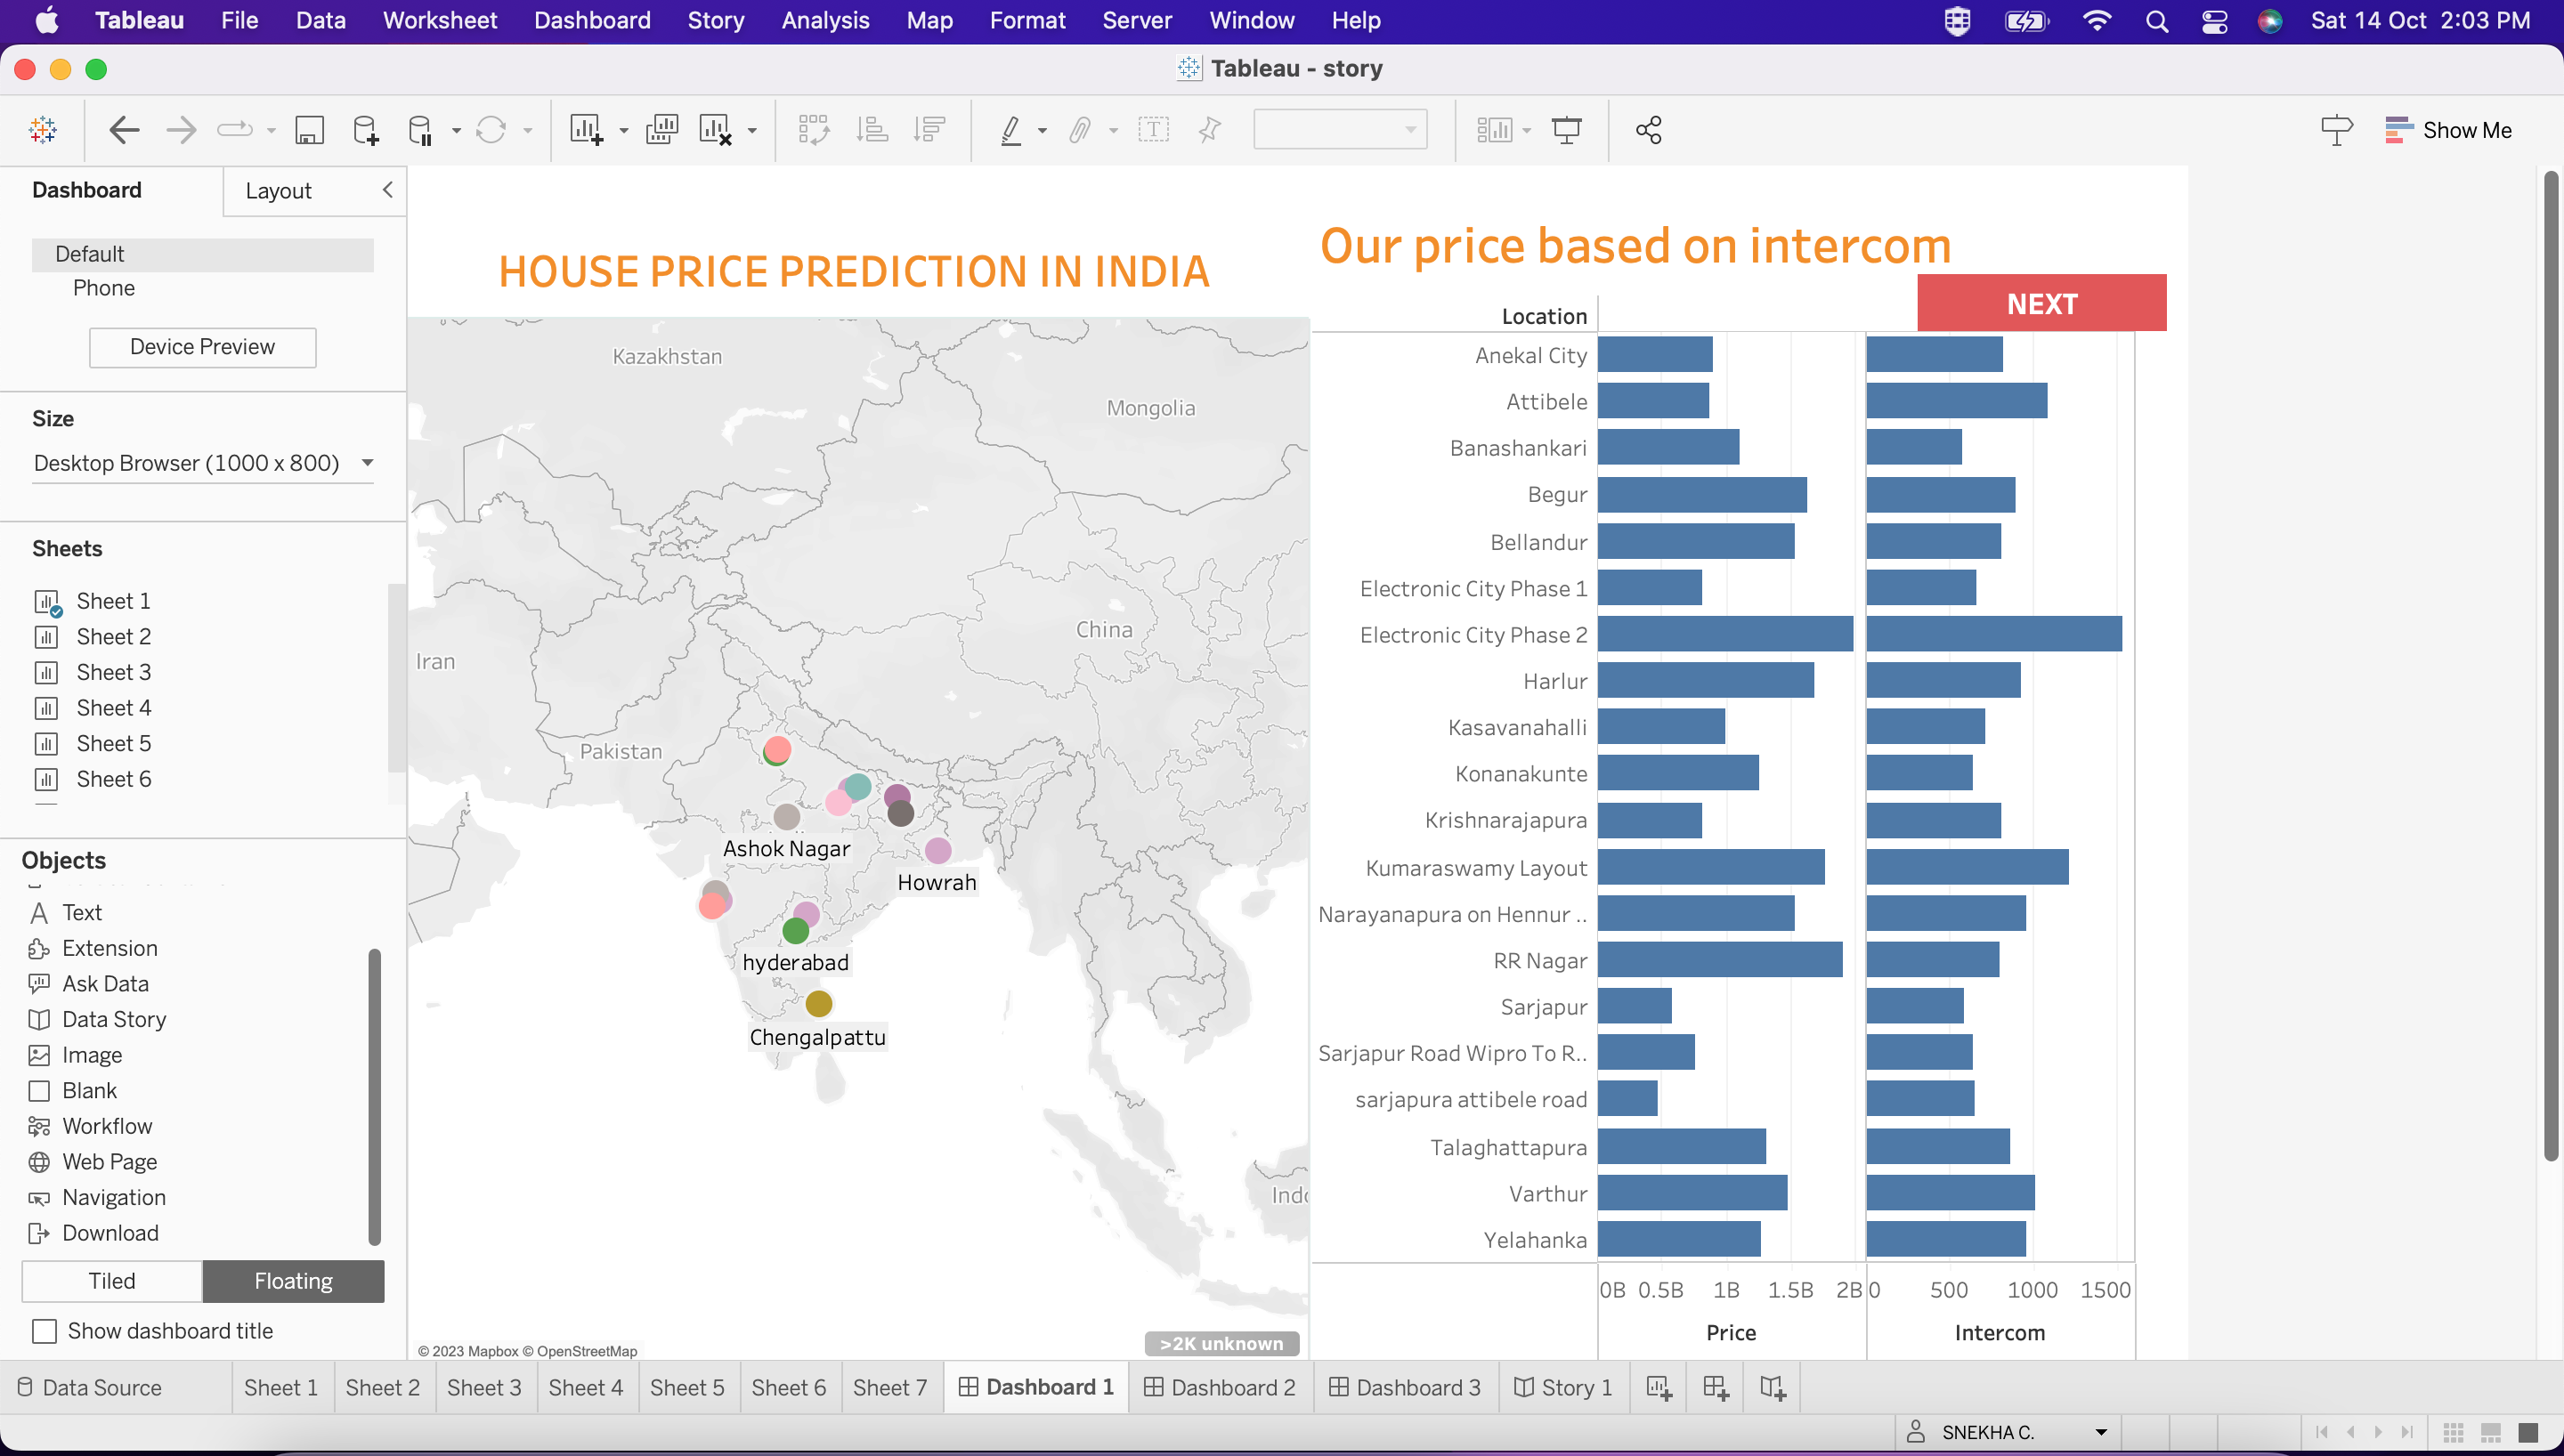 Tableau File Data Worksheet Dashboard Story Analysis Map Format Server Window Help Sat 14 Oct 2:03 PM
Tableau - story
Show Me
Dashboard Layout
Default
Phone
Device Preview
Size
Desktop Browser (1000 x 800)
Sheets
Sheet 1
Sheet 2
Sheet 3
Sheet 4
Sheet 5
Sheet 6
Objects
Text
Extension
Ask Data
Data Story
Image
Blank
Workflow
Web Page
Navigation
Download
Tiled Floating
Show dashboard title
HOUSE PRICE PREDICTION IN INDIA
Kazakhstan
Mongolia
China
Iran
Pakistan
Ashok Nagar
Howrah
hyderabad
Chengalpattu
Indo
© 2023 Mapbox © OpenStreetMap
>2K unknown
Our price based on intercom
NEXT
Location
Anekal City
Attibele
Banashankari
Begur
Bellandur
Electronic City Phase 1
Electronic City Phase 2
Harlur
Kasavanahalli
Konanakunte
Krishnarajapura
Kumaraswamy Layout
Narayanapura on Hennur ..
RR Nagar
Sarjapur
Sarjapur Road Wipro To R..
sarjapura attibele road
Talaghattapura
Varthur
Yelahanka
0B 0.5B 1B 1.5B 2B 0 500 1000 1500
Price Intercom
Data Source Sheet 1 Sheet 2 Sheet 3 Sheet 4 Sheet 5 Sheet 6 Sheet 7 Dashboard 1 Dashboard 2 Dashboard 3 Story 1
SNEKHA C.